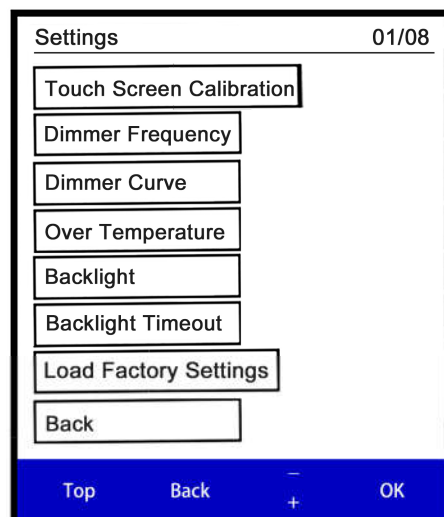 Settings 01/08
Touch Screen Calibration
Dimmer Frequency
Dimmer Curve
Over Temperature
Backlight
Backlight Timeout
Load Factory Settings
Back
Top Back − + OK